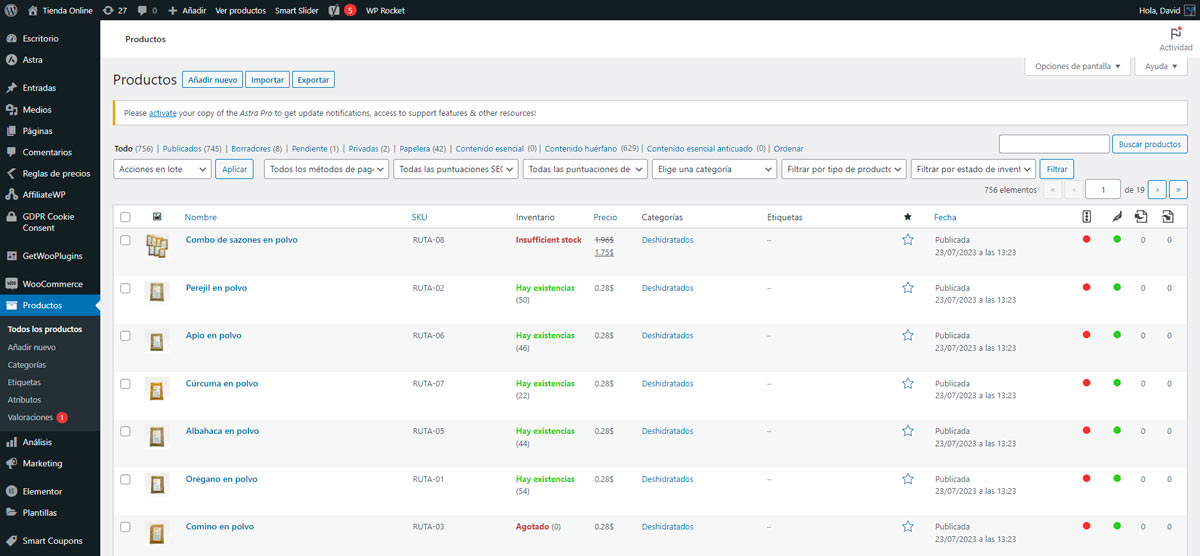 Tienda Online 27 0 Añadir Ver productos Smart Slider 5 WP Rocket Hola, David
Escritorio
Astra
Entradas
Medios
Páginas
Comentarios
Reglas de precios
AffiliateWP
GDPR Cookie
Consent
GetWooPlugins
WooCommerce
Productos
Todos los productos
Añadir nuevo
Categorías
Etiquetas
Atributos
Valoraciones 1
Análisis
Marketing
Elementor
Plantillas
Smart Coupons
Productos
Actividad
Opciones de pantalla Ayuda
Productos Añadir nuevo Importar Exportar
Please activate your copy of the Astra Pro to get update notifications, access to support features & other resources!
Todo (756) | Publicados (745) | Borradores (8) | Pendiente (1) | Privadas (2) | Papelera (42) | Contenido esencial (0) | Contenido huérfano (629) | Contenido esencial anticuado (0) | Ordenar
Buscar productos
Acciones en lote Aplicar Todos los métodos de pag Todas las puntuaciones SEO Todas las puntuaciones de Elige una categoría Filtrar por tipo de producto Filtrar por estado de invent Filtrar
756 elementos « ‹ 1 de 19 › »
Nombre SKU Inventario Precio Categorías Etiquetas Fecha
Combo de sazones en polvo RUTA-08 Insufficient stock 1.96$ Deshidratados – Publicada 0 0
1.75$ 23/07/2023 a las 13:23
Perejil en polvo RUTA-02 Hay existencias 0.28$ Deshidratados – Publicada 0 0
(50) 23/07/2023 a las 13:23
Apio en polvo RUTA-06 Hay existencias 0.28$ Deshidratados – Publicada 0 0
(46) 23/07/2023 a las 13:23
Cúrcuma en polvo RUTA-07 Hay existencias 0.28$ Deshidratados – Publicada 0 0
(22) 23/07/2023 a las 13:23
Albahaca en polvo RUTA-05 Hay existencias 0.28$ Deshidratados – Publicada 0 0
(44) 23/07/2023 a las 13:23
Orégano en polvo RUTA-01 Hay existencias 0.28$ Deshidratados – Publicada 0 0
(54) 23/07/2023 a las 13:23
Comino en polvo RUTA-03 Agotado (0) 0.28$ Deshidratados – Publicada 0 0
23/07/2023 a las 13:23